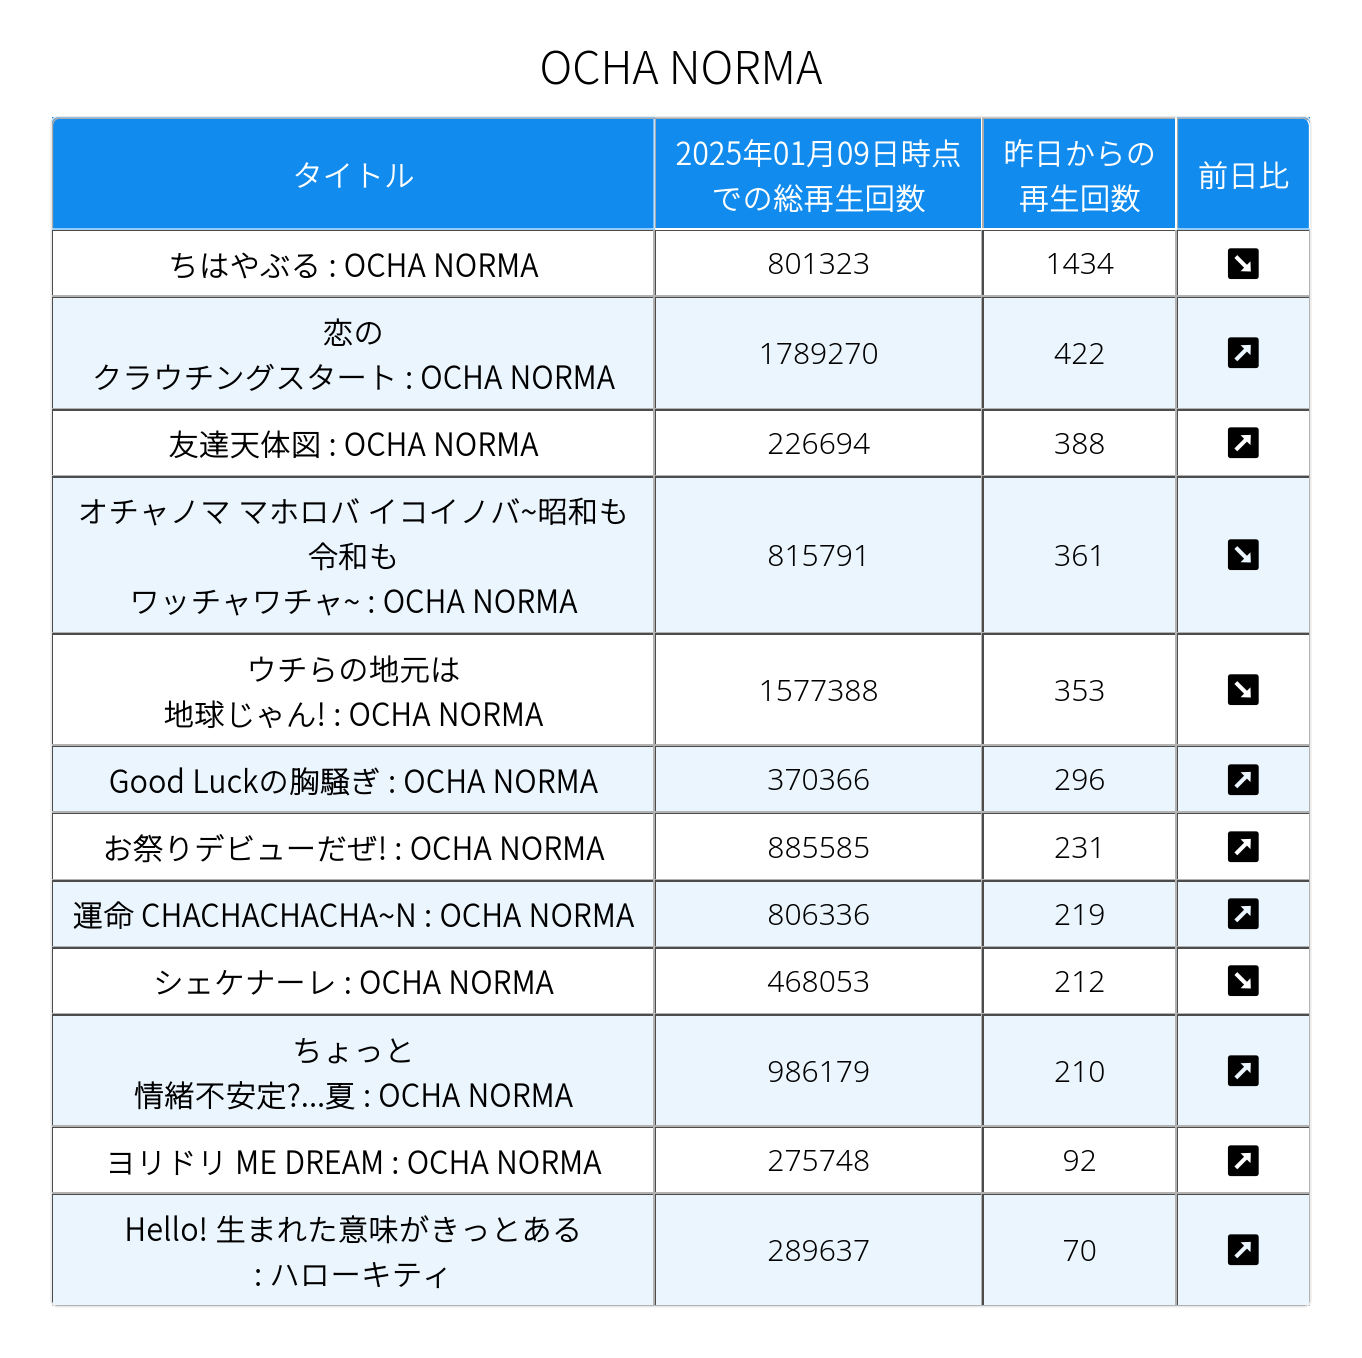 OCHA NORMA
タイトル
2025年01月09日時点
での総再生回数
昨日からの
再生回数
前日比
ちはやぶる : OCHA NORMA
801323
1434
恋の
クラウチングスタート : OCHA NORMA
1789270
422
友達天体図 : OCHA NORMA
226694
388
オチャノマ マホロバ イコイノバ~昭和も
令和も
ワッチャワチャ~ : OCHA NORMA
815791
361
ウチらの地元は
地球じゃん! : OCHA NORMA
1577388
353
Good Luckの胸騒ぎ : OCHA NORMA
370366
296
お祭りデビューだぜ! : OCHA NORMA
885585
231
運命 CHACHACHACHA~N : OCHA NORMA
806336
219
シェケナーレ : OCHA NORMA
468053
212
ちょっと
情緒不安定?...夏 : OCHA NORMA
986179
210
ヨリドリ ME DREAM : OCHA NORMA
275748
92
Hello! 生まれた意味がきっとある
: ハローキティ
289637
70